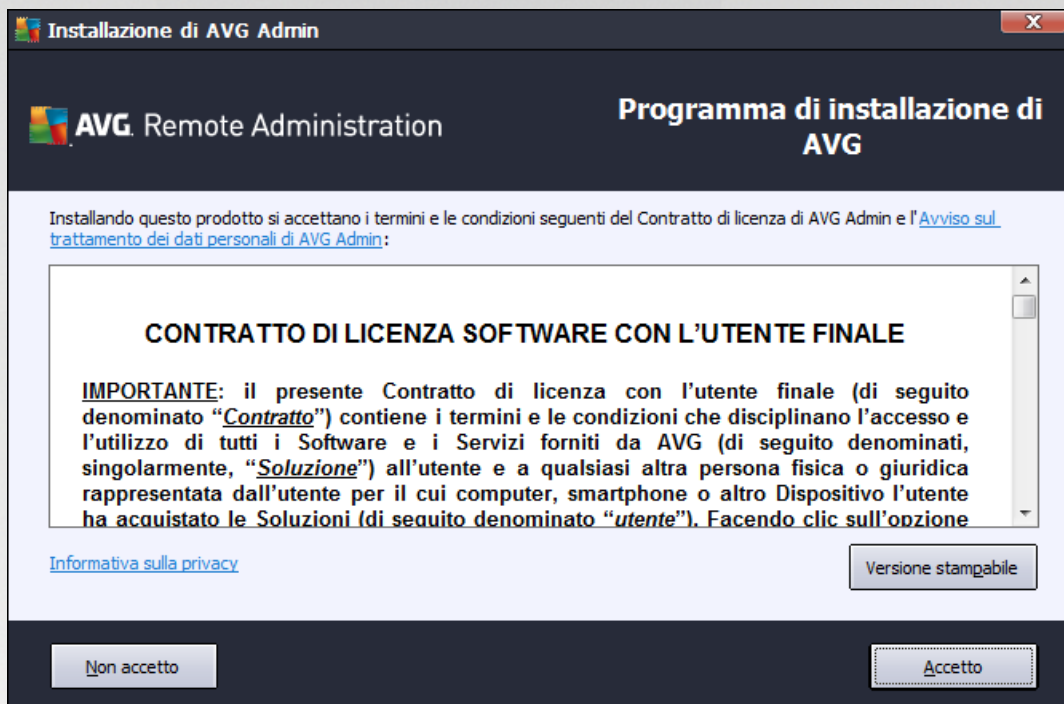 Installazione di AVG Admin
AVG. Remote Administration
Programma di installazione di
AVG
Installando questo prodotto si accettano i termini e le condizioni seguenti del Contratto di licenza di AVG Admin e l'Avviso sul
trattamento dei dati personali di AVG Admin:
CONTRATTO DI LICENZA SOFTWARE CON L’UTENTE FINALE
IMPORTANTE: il presente Contratto di licenza con l’utente finale (di seguito
denominato “Contratto”) contiene i termini e le condizioni che disciplinano l’accesso e
l’utilizzo di tutti i Software e i Servizi forniti da AVG (di seguito denominati,
singolarmente, “Soluzione”) all’utente e a qualsiasi altra persona fisica o giuridica
rappresentata dall’utente per il cui computer, smartphone o altro Dispositivo l’utente
ha acquistato le Soluzioni (di seguito denominato “utente”). Facendo clic sull’opzione
Informativa sulla privacy
Versione stampabile
Non accetto
Accetto